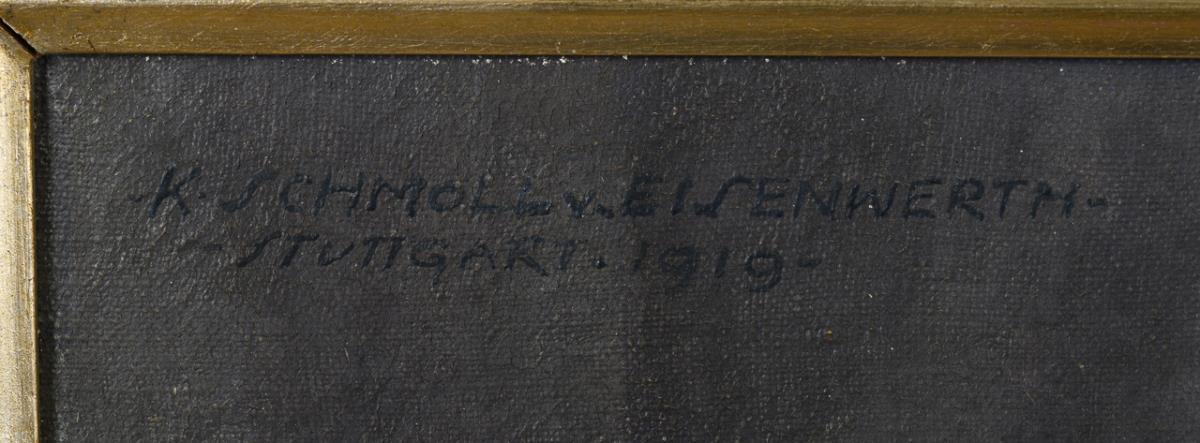 -K. SCHMOLL v. EISENWERTH-
-STUTTGART. 1919-